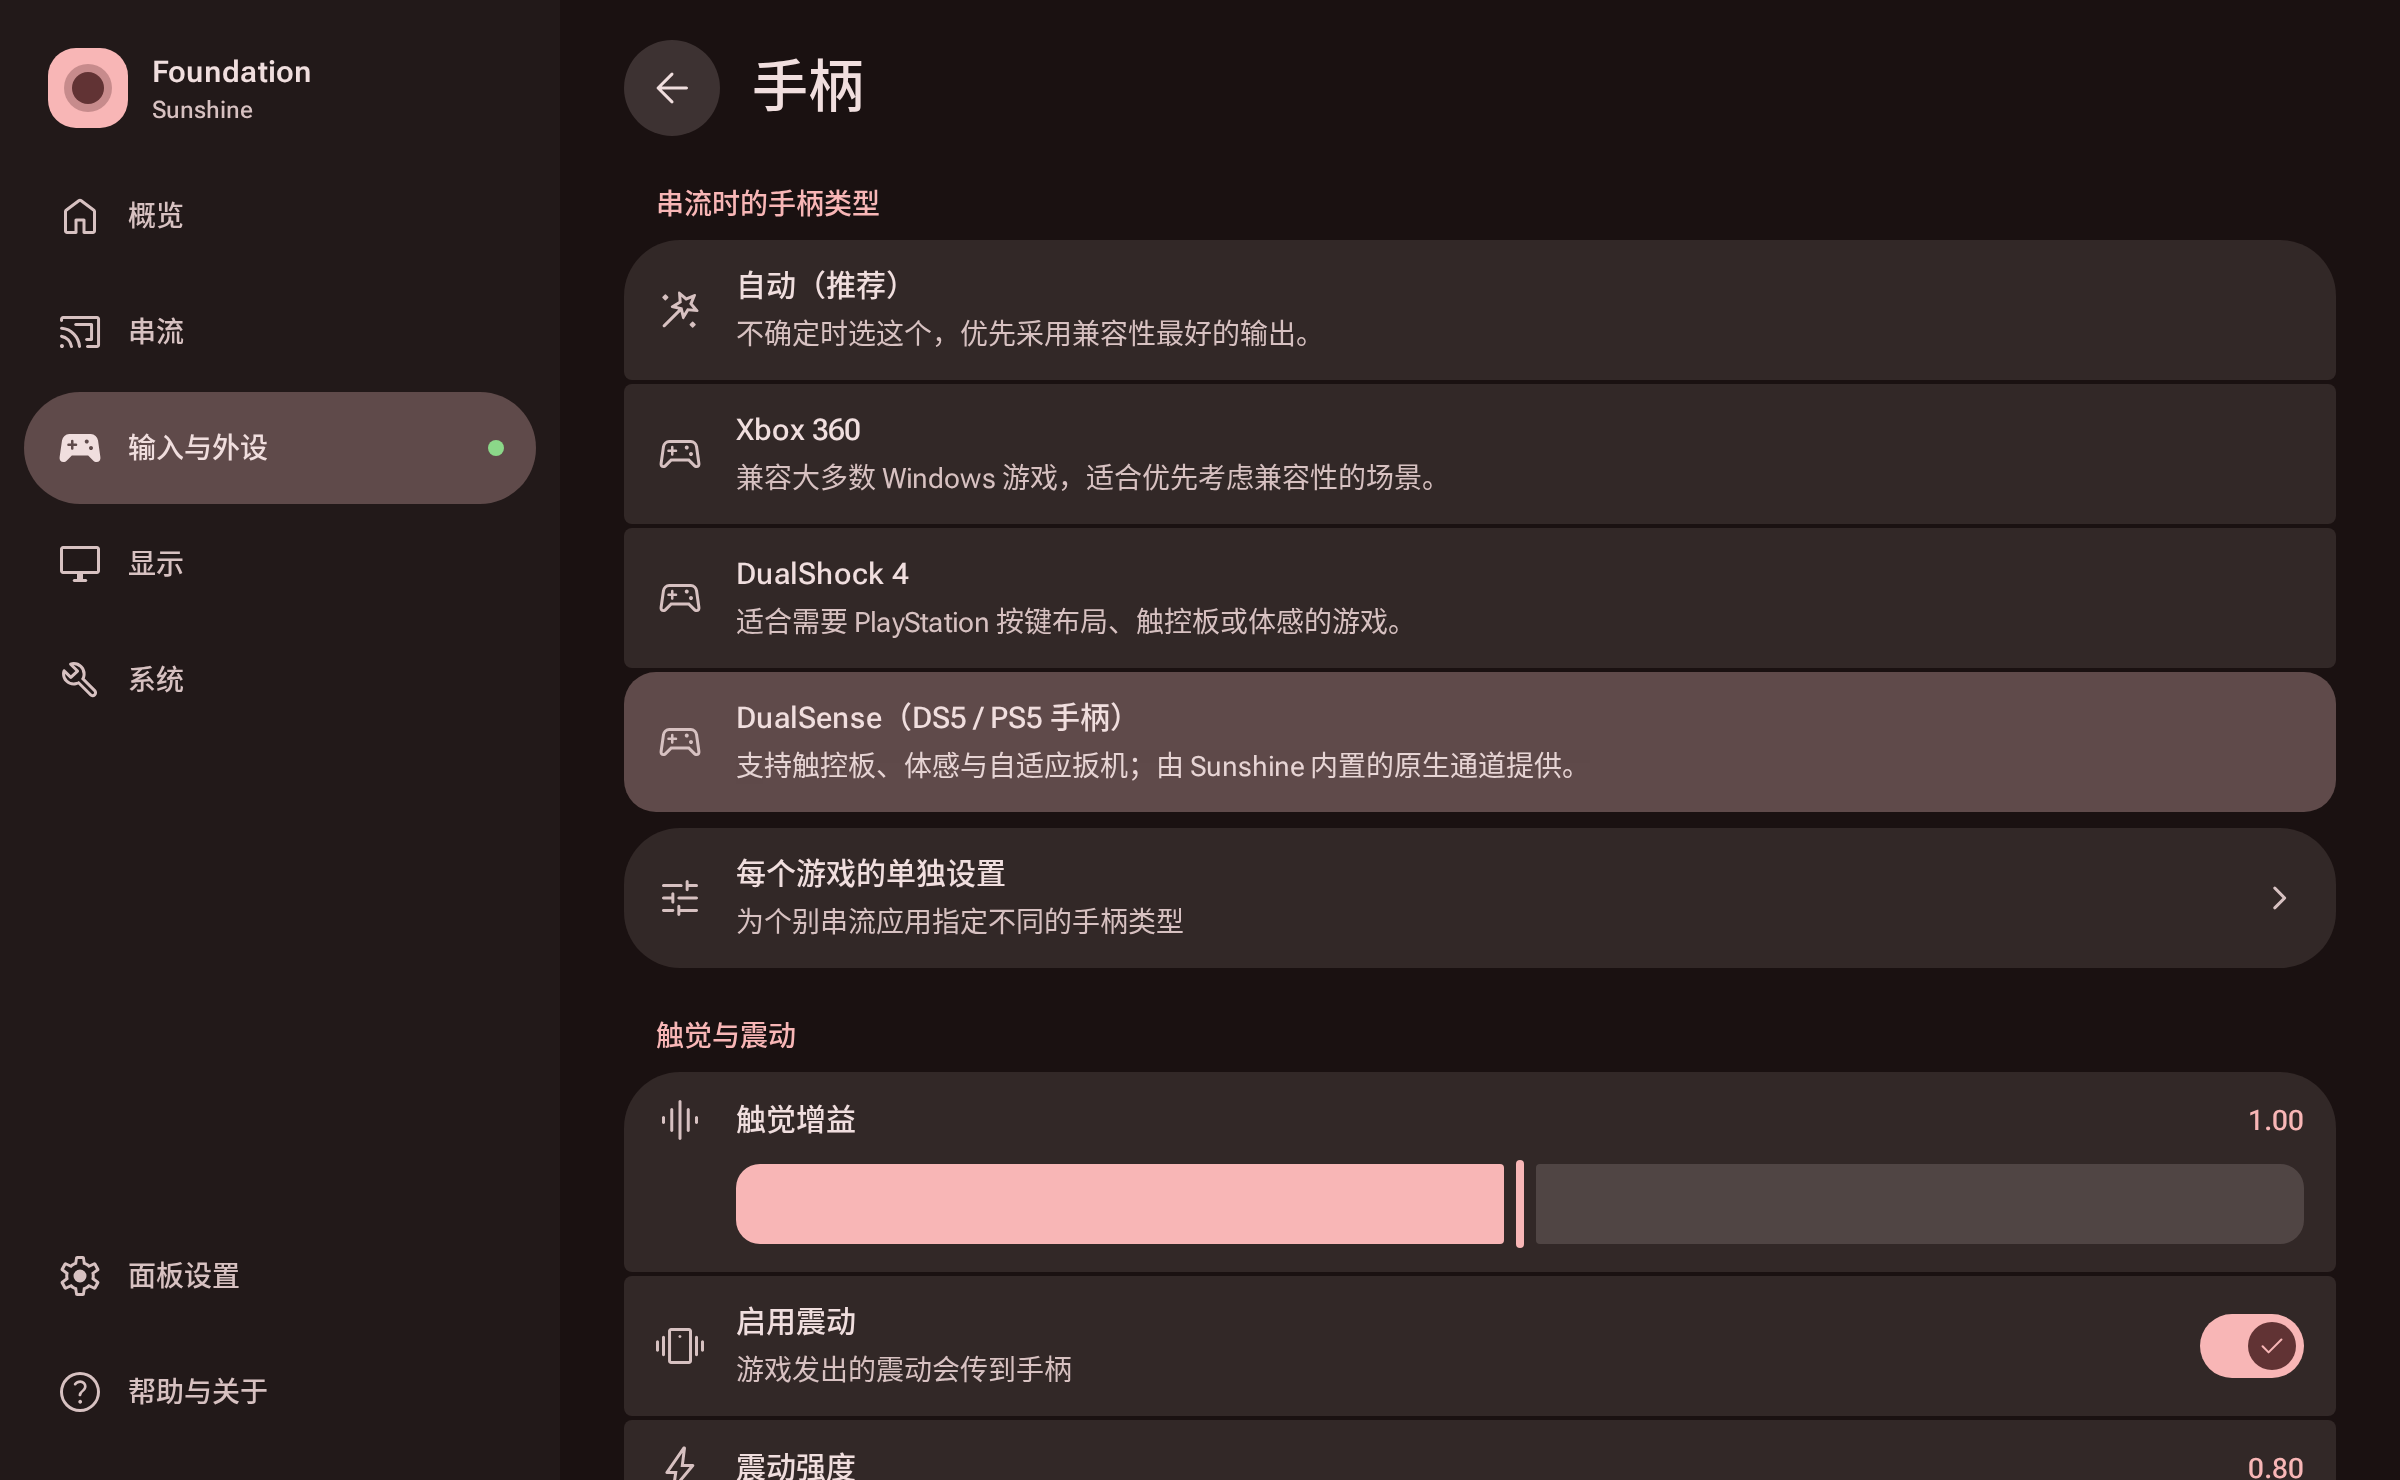 Foundation
Sunshine
概览
串流
输入与外设
显示
系统
面板设置
帮助与关于
手柄
串流时的手柄类型
自动（推荐）
不确定时选这个，优先采用兼容性最好的输出。
Xbox 360
兼容大多数 Windows 游戏，适合优先考虑兼容性的场景。
DualShock 4
适合需要 PlayStation 按键布局、触控板或体感的游戏。
DualSense（DS5 / PS5 手柄）
支持触控板、体感与自适应扳机；由 Sunshine 内置的原生通道提供。
每个游戏的单独设置
为个别串流应用指定不同的手柄类型
触觉与震动
触觉增益
1.00
启用震动
游戏发出的震动会传到手柄
震动强度
0.80